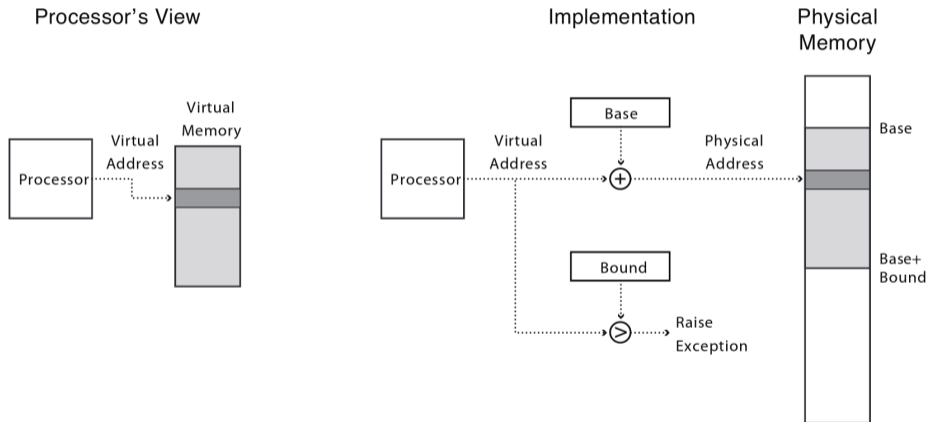 Processor's View
Virtual
Memory
Virtual
Address
Processor
Implementation
Base
Virtual
Address
Physical
Address
Processor
+
Bound
>
Raise
Exception
Physical
Memory
Base
Base+
Bound